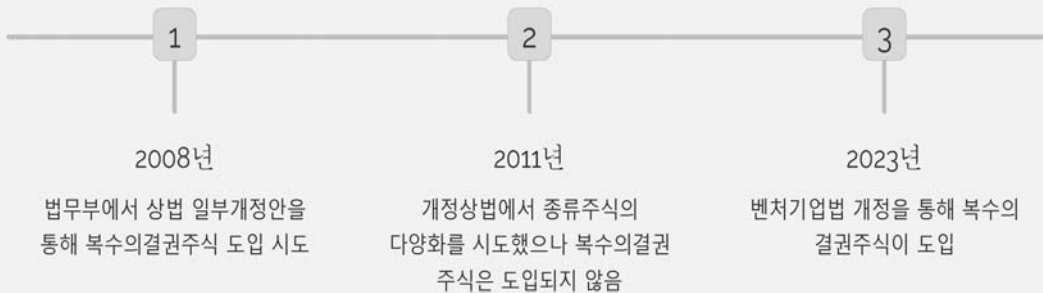 1
2
3
2008년
법무부에서 상법 일부개정안을
통해 복수의결권주식 도입 시도
2011년
개정상법에서 종류주식의
다양화를 시도했으나 복수의결권
주식은 도입되지 않음
2023년
벤처기업법 개정을 통해 복수의
결권주식이 도입